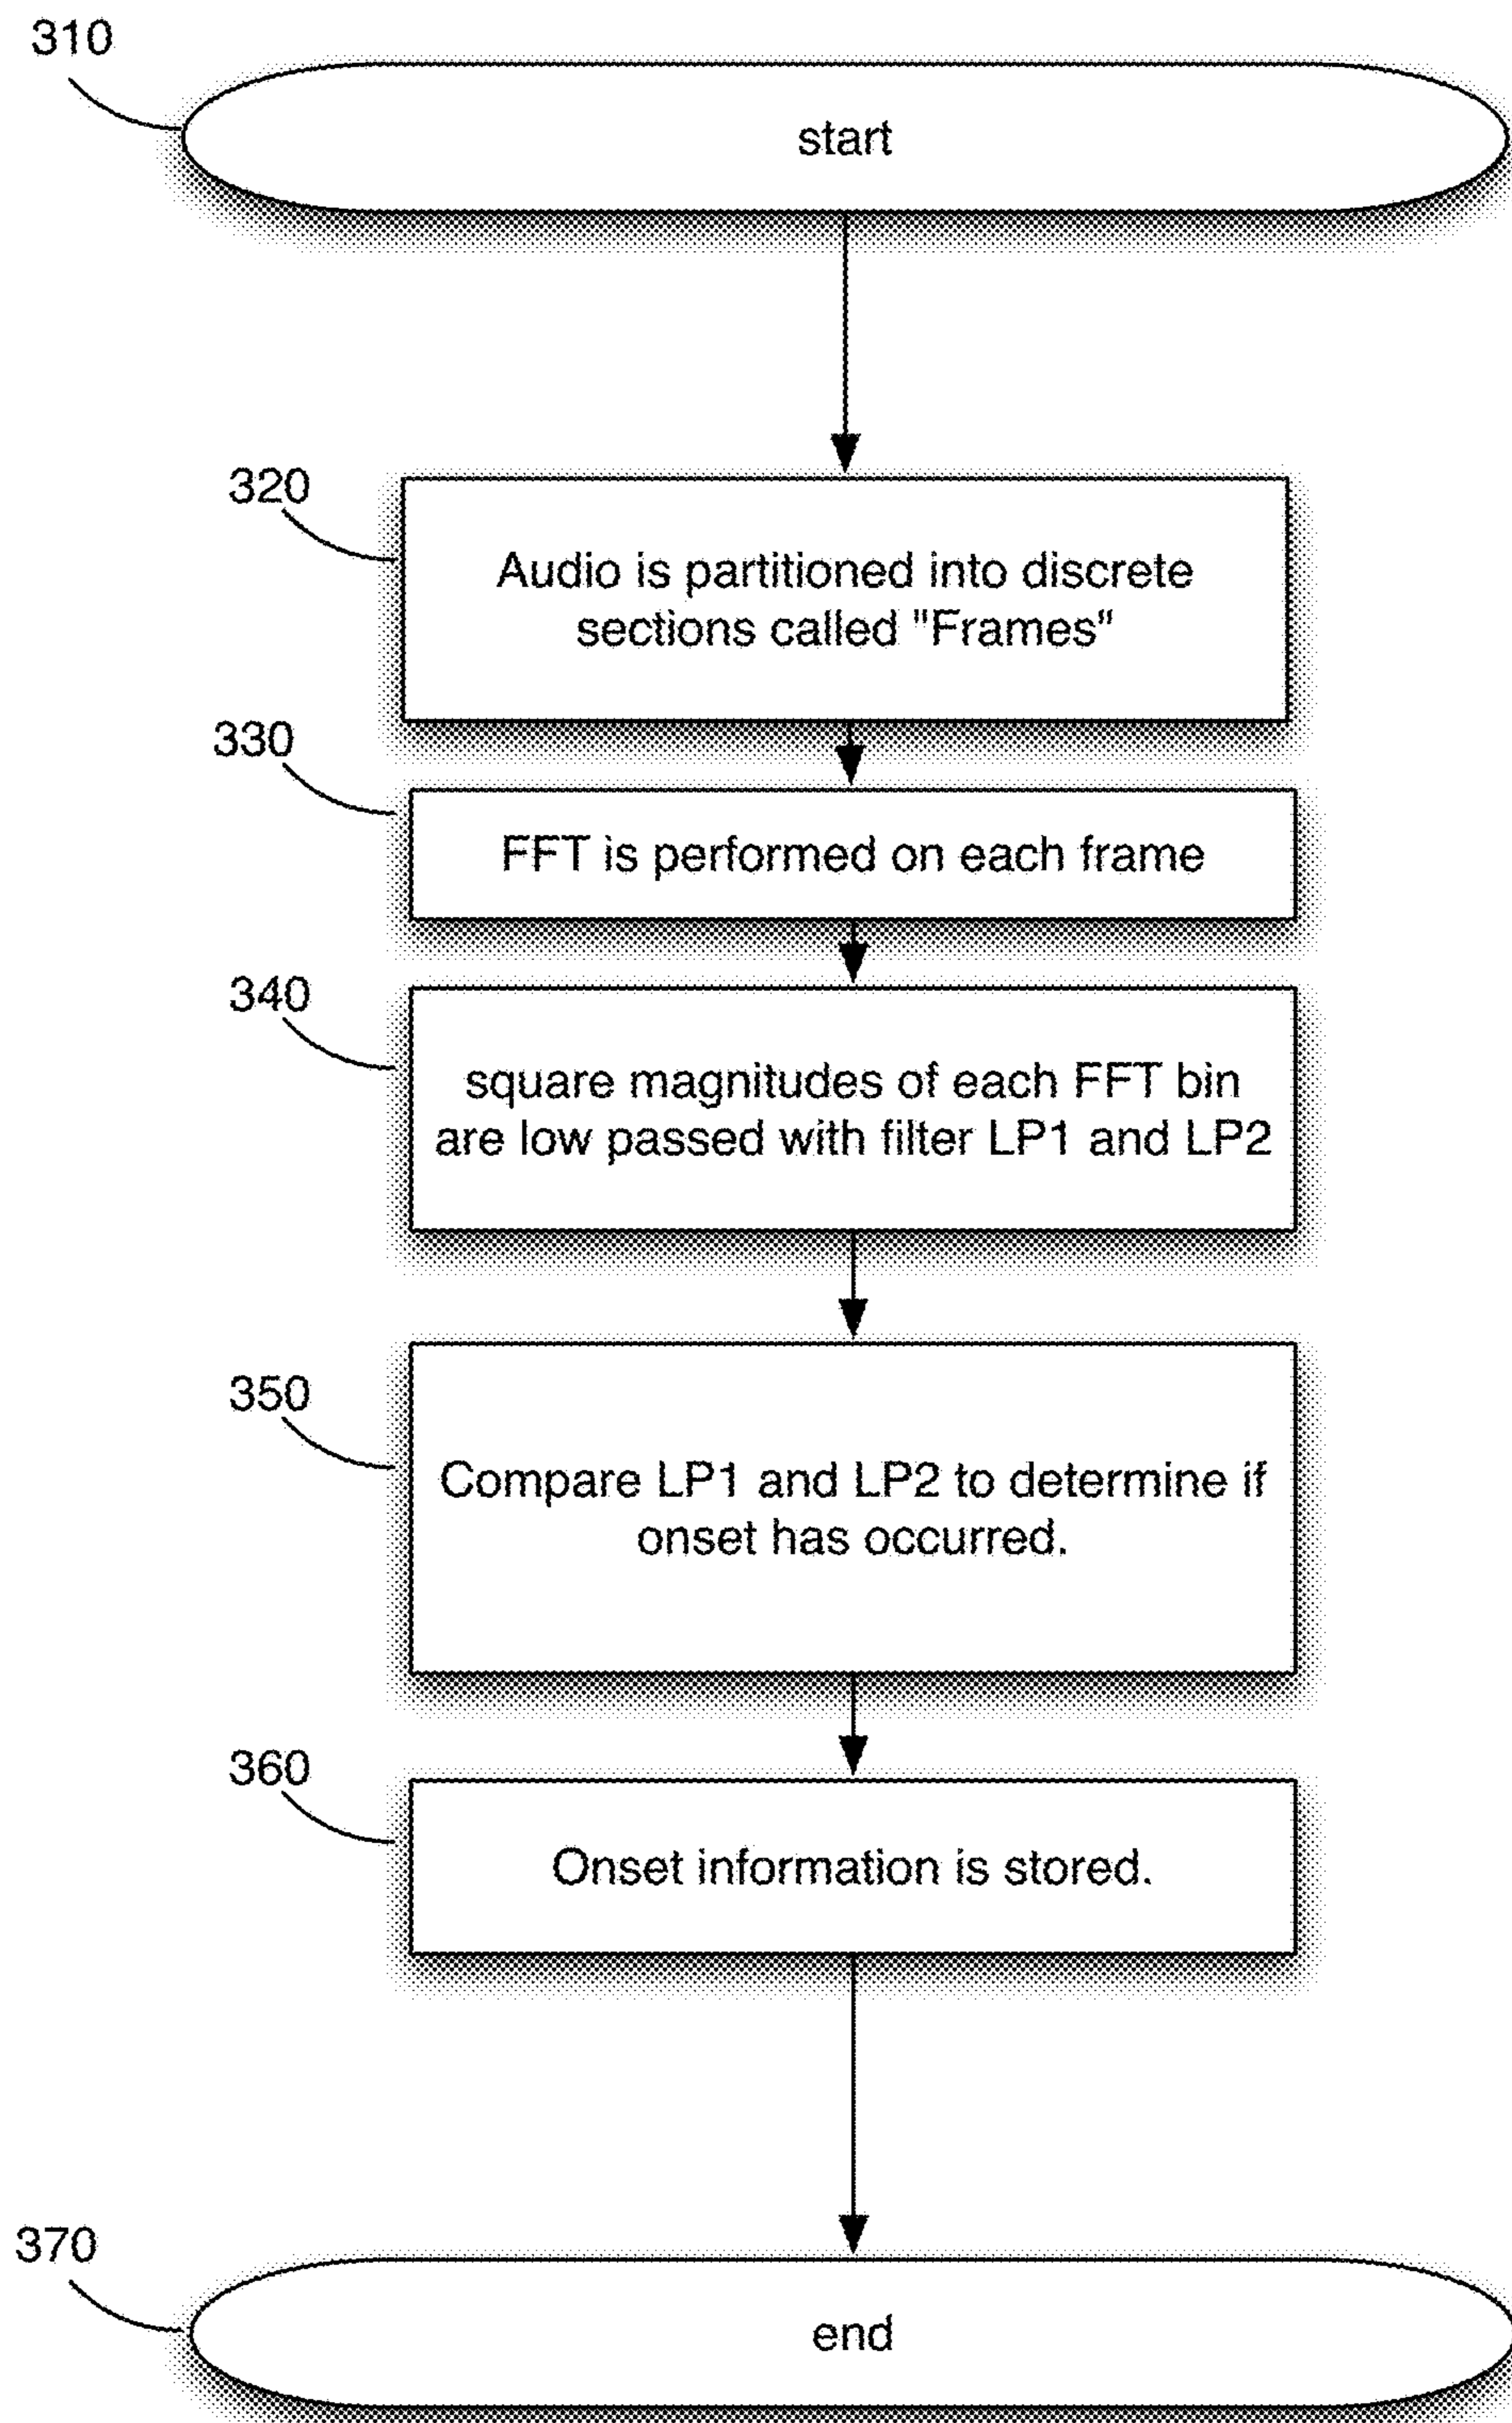 310
start
320
Audio is partitioned into discrete
sections called "Frames"
330
FFT is performed on each frame
340
square magnitudes of each FFT bin
are low passed with filter LP1 and LP2
350
Compare LP1 and LP2 to determine if
onset has occurred.
360
Onset information is stored.
370
end